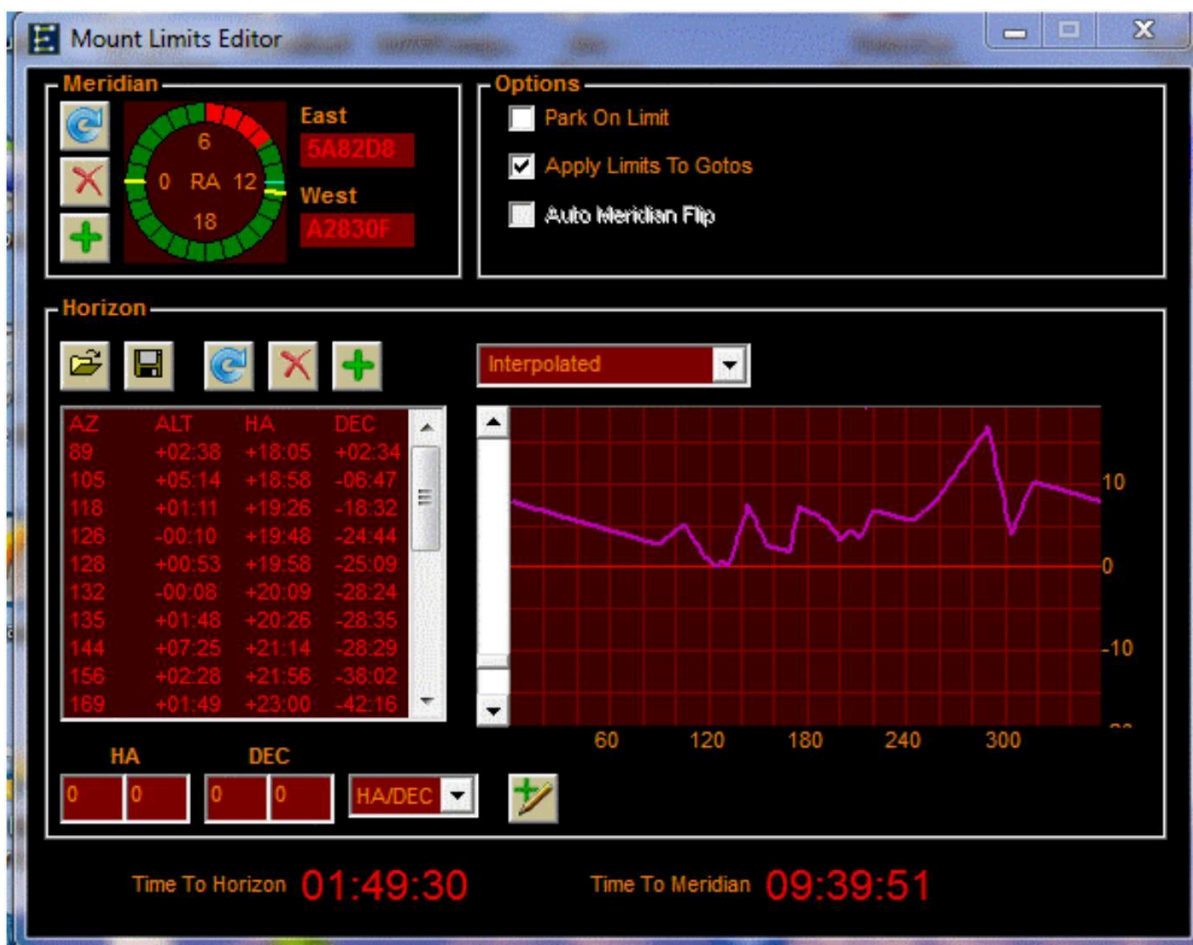 Mount Limits Editor
Meridian
East
5A82D8
West
A2830F
6
0 RA 12
18
Options
Park On Limit
Apply Limits To Gotos
Auto Meridian Flip
Horizon
Interpolated
AZ ALT HA DEC
89 +02:38 +18:05 +02:34
105 +05:14 +18:58 -06:47
118 +01:11 +19:26 -18:32
126 -00:10 +19:48 -24:44
128 +00:53 +19:58 -25:09
132 -00:08 +20:09 -28:24
135 +01:48 +20:26 -28:35
144 +07:25 +21:14 -28:29
156 +02:28 +21:56 -38:02
169 +01:49 +23:00 -42:16
10
0
-10
60 120 180 240 300
HA DEC
0 0 0 0 HA/DEC
Time To Horizon 01:49:30 Time To Meridian 09:39:51